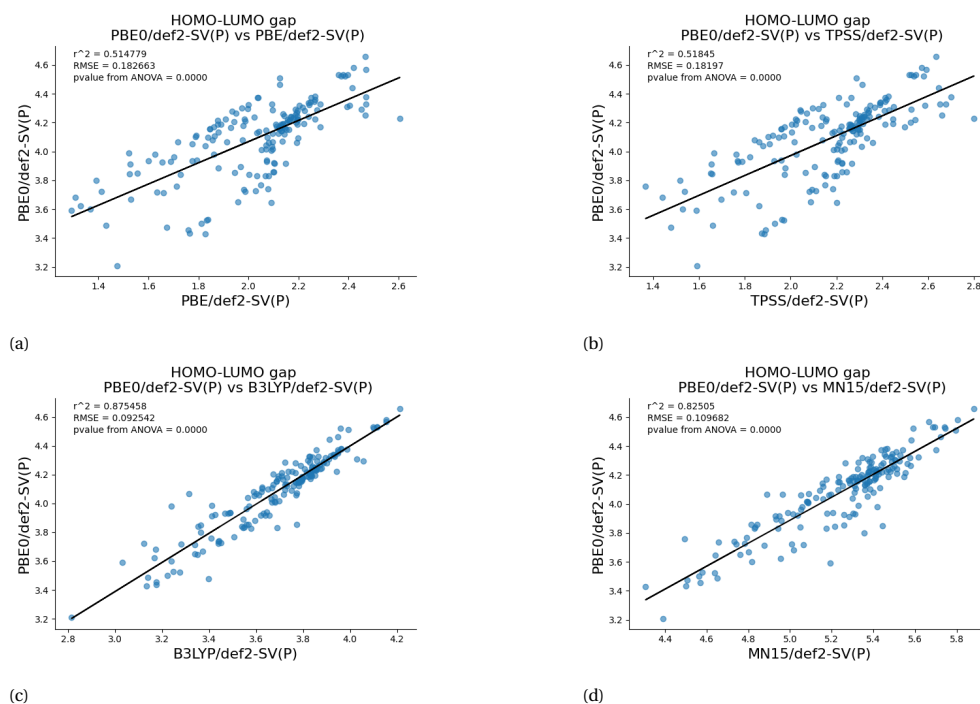 HOMO-LUMO gap
PBE0/def2-SV(P) vs PBE/def2-SV(P)
r^2 = 0.514779
RMSE = 0.182663
pvalue from ANOVA = 0.0000
PBE0/def2-SV(P)
4.6
4.4
4.2
4.0
3.8
3.6
3.4
3.2
1.4 1.6 1.8 2.0 2.2 2.4 2.6
PBE/def2-SV(P)
(a)
HOMO-LUMO gap
PBE0/def2-SV(P) vs TPSS/def2-SV(P)
r^2 = 0.51845
RMSE = 0.18197
pvalue from ANOVA = 0.0000
PBE0/def2-SV(P)
4.6
4.4
4.2
4.0
3.8
3.6
3.4
3.2
1.4 1.6 1.8 2.0 2.2 2.4 2.6 2.8
TPSS/def2-SV(P)
(b)
HOMO-LUMO gap
PBE0/def2-SV(P) vs B3LYP/def2-SV(P)
r^2 = 0.875458
RMSE = 0.092542
pvalue from ANOVA = 0.0000
PBE0/def2-SV(P)
4.6
4.4
4.2
4.0
3.8
3.6
3.4
3.2
2.8 3.0 3.2 3.4 3.6 3.8 4.0 4.2
B3LYP/def2-SV(P)
(c)
HOMO-LUMO gap
PBE0/def2-SV(P) vs MN15/def2-SV(P)
r^2 = 0.82505
RMSE = 0.109682
pvalue from ANOVA = 0.0000
PBE0/def2-SV(P)
4.6
4.4
4.2
4.0
3.8
3.6
3.4
3.2
4.4 4.6 4.8 5.0 5.2 5.4 5.6 5.8
MN15/def2-SV(P)
(d)